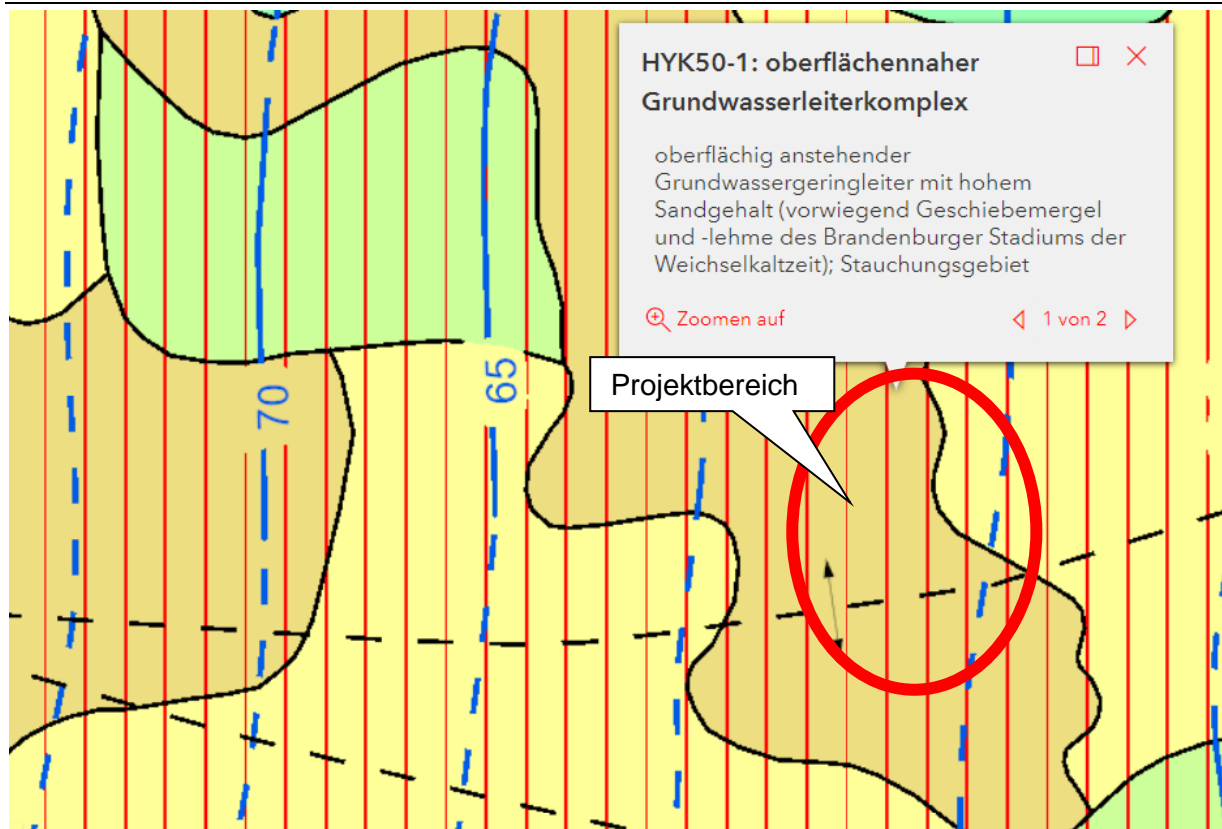 HYK50-1: oberflächennaher
Grundwasserleiterkomplex
oberflächig anstehender
Grundwassergeringleiter mit hohem
Sandgehalt (vorwiegend Geschiebemergel
und -lehme des Brandenburger Stadiums der
Weichselkaltzeit); Stauchungsgebiet
Zoomen auf
1 von 2
Projektbereich
70
65